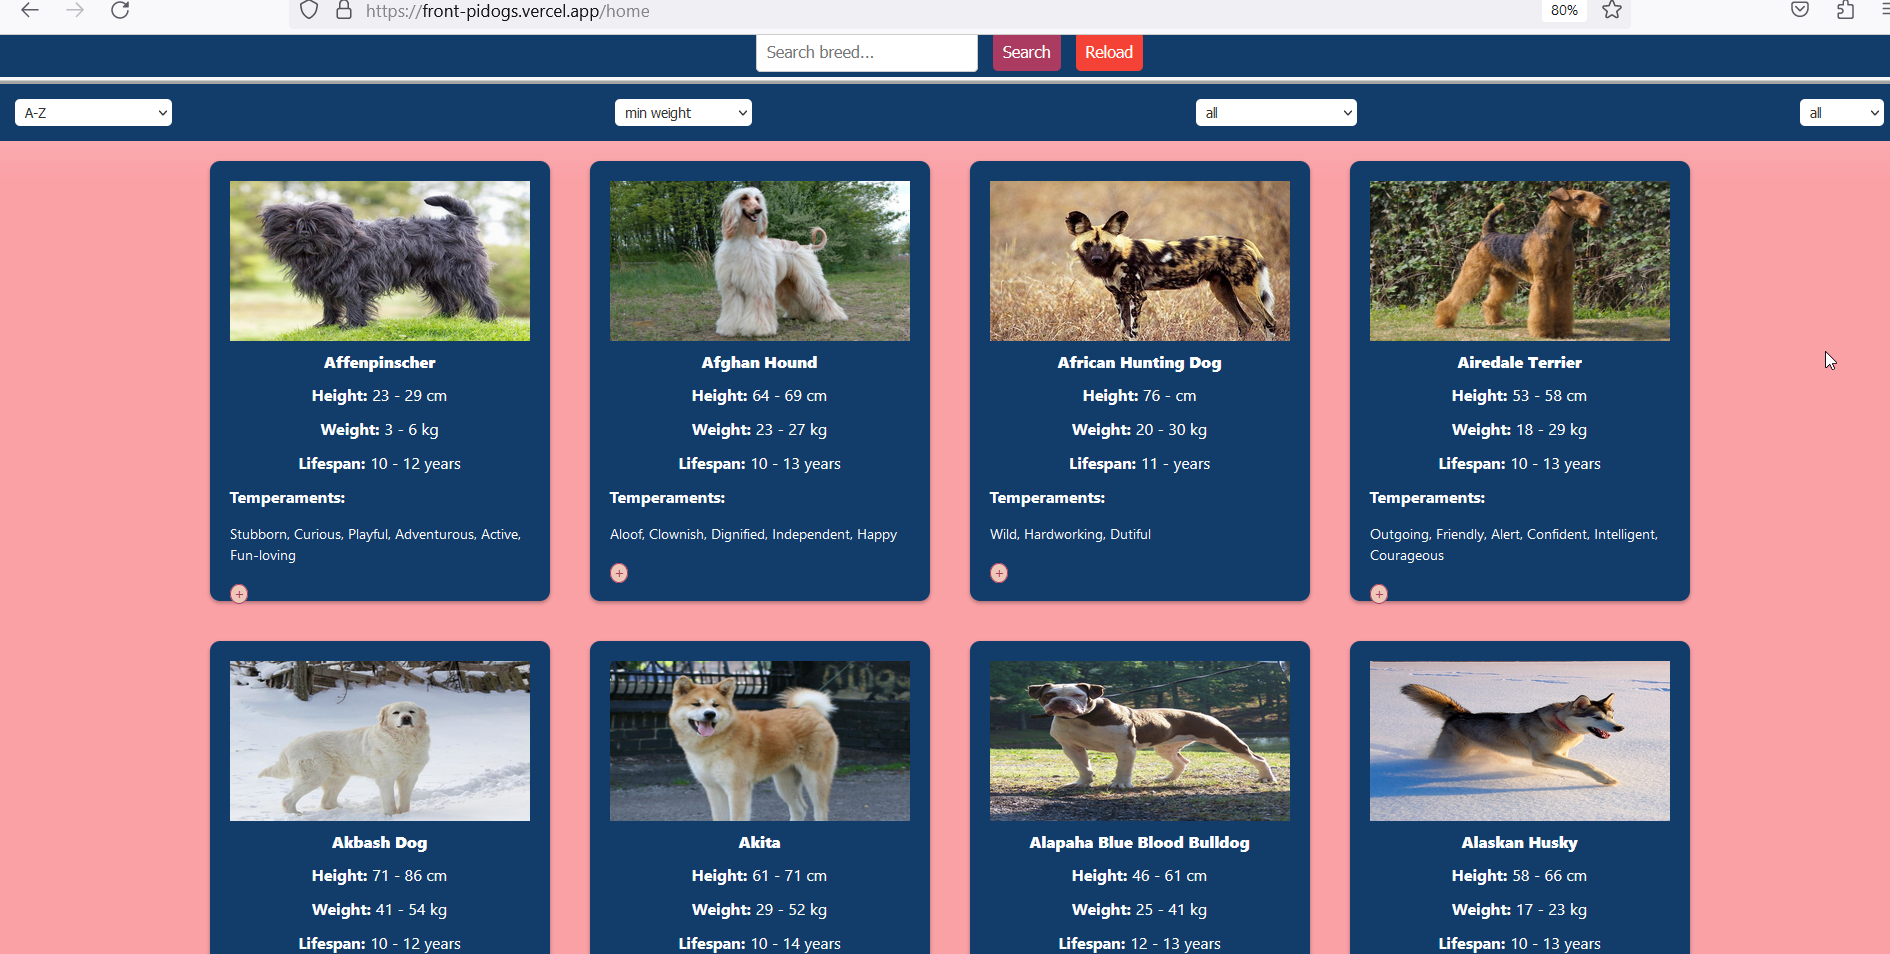 https://front-pidogs.vercel.app/home
80%
Search breed...
Search
Reload
A-Z
min weight
all
all
Affenpinscher
Height: 23 - 29 cm
Weight: 3 - 6 kg
Lifespan: 10 - 12 years
Temperaments:
Stubborn, Curious, Playful, Adventurous, Active,
Fun-loving
+
Afghan Hound
Height: 64 - 69 cm
Weight: 23 - 27 kg
Lifespan: 10 - 13 years
Temperaments:
Aloof, Clownish, Dignified, Independent, Happy
+
African Hunting Dog
Height: 76 - cm
Weight: 20 - 30 kg
Lifespan: 11 - years
Temperaments:
Wild, Hardworking, Dutiful
+
Airedale Terrier
Height: 53 - 58 cm
Weight: 18 - 29 kg
Lifespan: 10 - 13 years
Temperaments:
Outgoing, Friendly, Alert, Confident, Intelligent,
Courageous
+
Akbash Dog
Height: 71 - 86 cm
Weight: 41 - 54 kg
Lifespan: 10 - 12 years
Akita
Height: 61 - 71 cm
Weight: 29 - 52 kg
Lifespan: 10 - 14 years
Alapaha Blue Blood Bulldog
Height: 46 - 61 cm
Weight: 25 - 41 kg
Lifespan: 12 - 13 years
Alaskan Husky
Height: 58 - 66 cm
Weight: 17 - 23 kg
Lifespan: 10 - 13 years